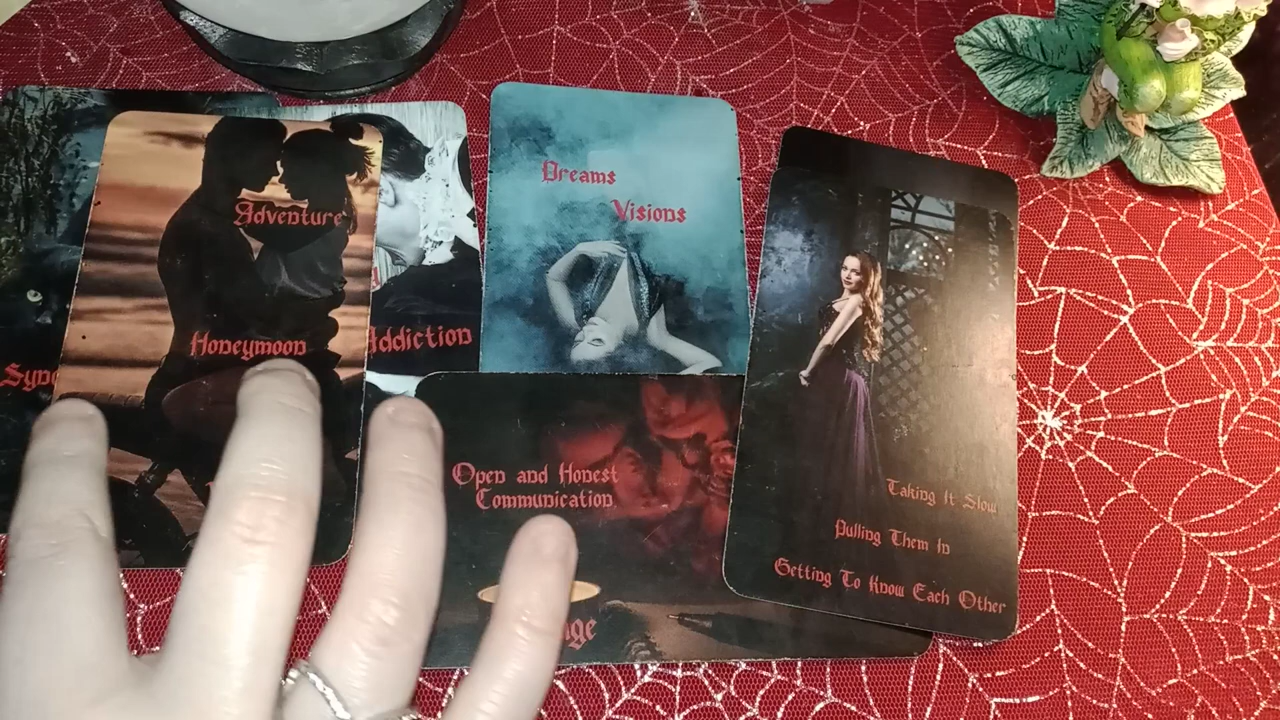 Adventure
Honeymoon
Addiction
Dreams
Visions
Open and Honest
Communication
Taking It Slow
Pulling Them In
Getting To Know Each Other